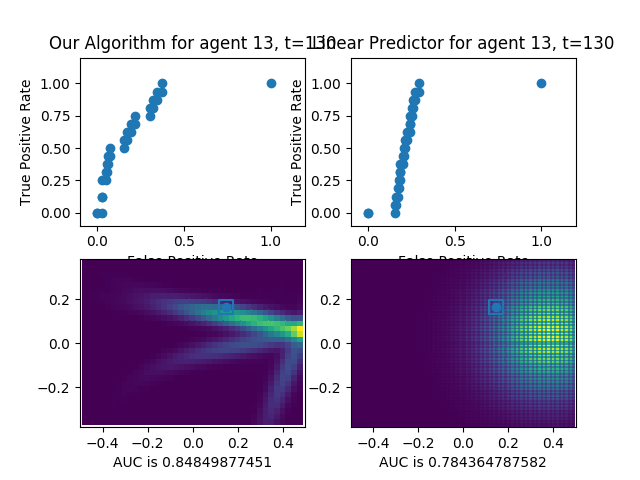 Our Algorithm for agent 13, t=130
Linear Predictor for agent 13, t=130
True Positive Rate
1.00
0.75
0.50
0.25
0.00
0.0 0.5 1.0
False Positive Rate
True Positive Rate
1.00
0.75
0.50
0.25
0.00
0.0 0.5 1.0
False Positive Rate
0.2
0.0
−0.2
−0.4 −0.2 0.0 0.2 0.4
AUC is 0.84849877451
0.2
0.0
−0.2
−0.4 −0.2 0.0 0.2 0.4
AUC is 0.784364787582